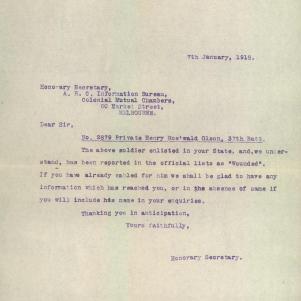 7th January, 1918.
Honorary Secretary,
A. R. C. Information Bureau,
Colonial Mutual Chambers,
60 Market Street,
MELBOURNE.
Dear Sir,
No. 2879 Private Henry Roe'wald Olson, 37th Batt.
The above soldier enlisted in your State, and, we under-
stand, has been reported in the official lists as "Wounded".
If you have already cabled for him we shall be glad to have any
information which has reached you, or in the absence of same if
you will include his name in your enquiries.
Thanking you in anticipation,
Yours faithfully,
Honorary Secretary.